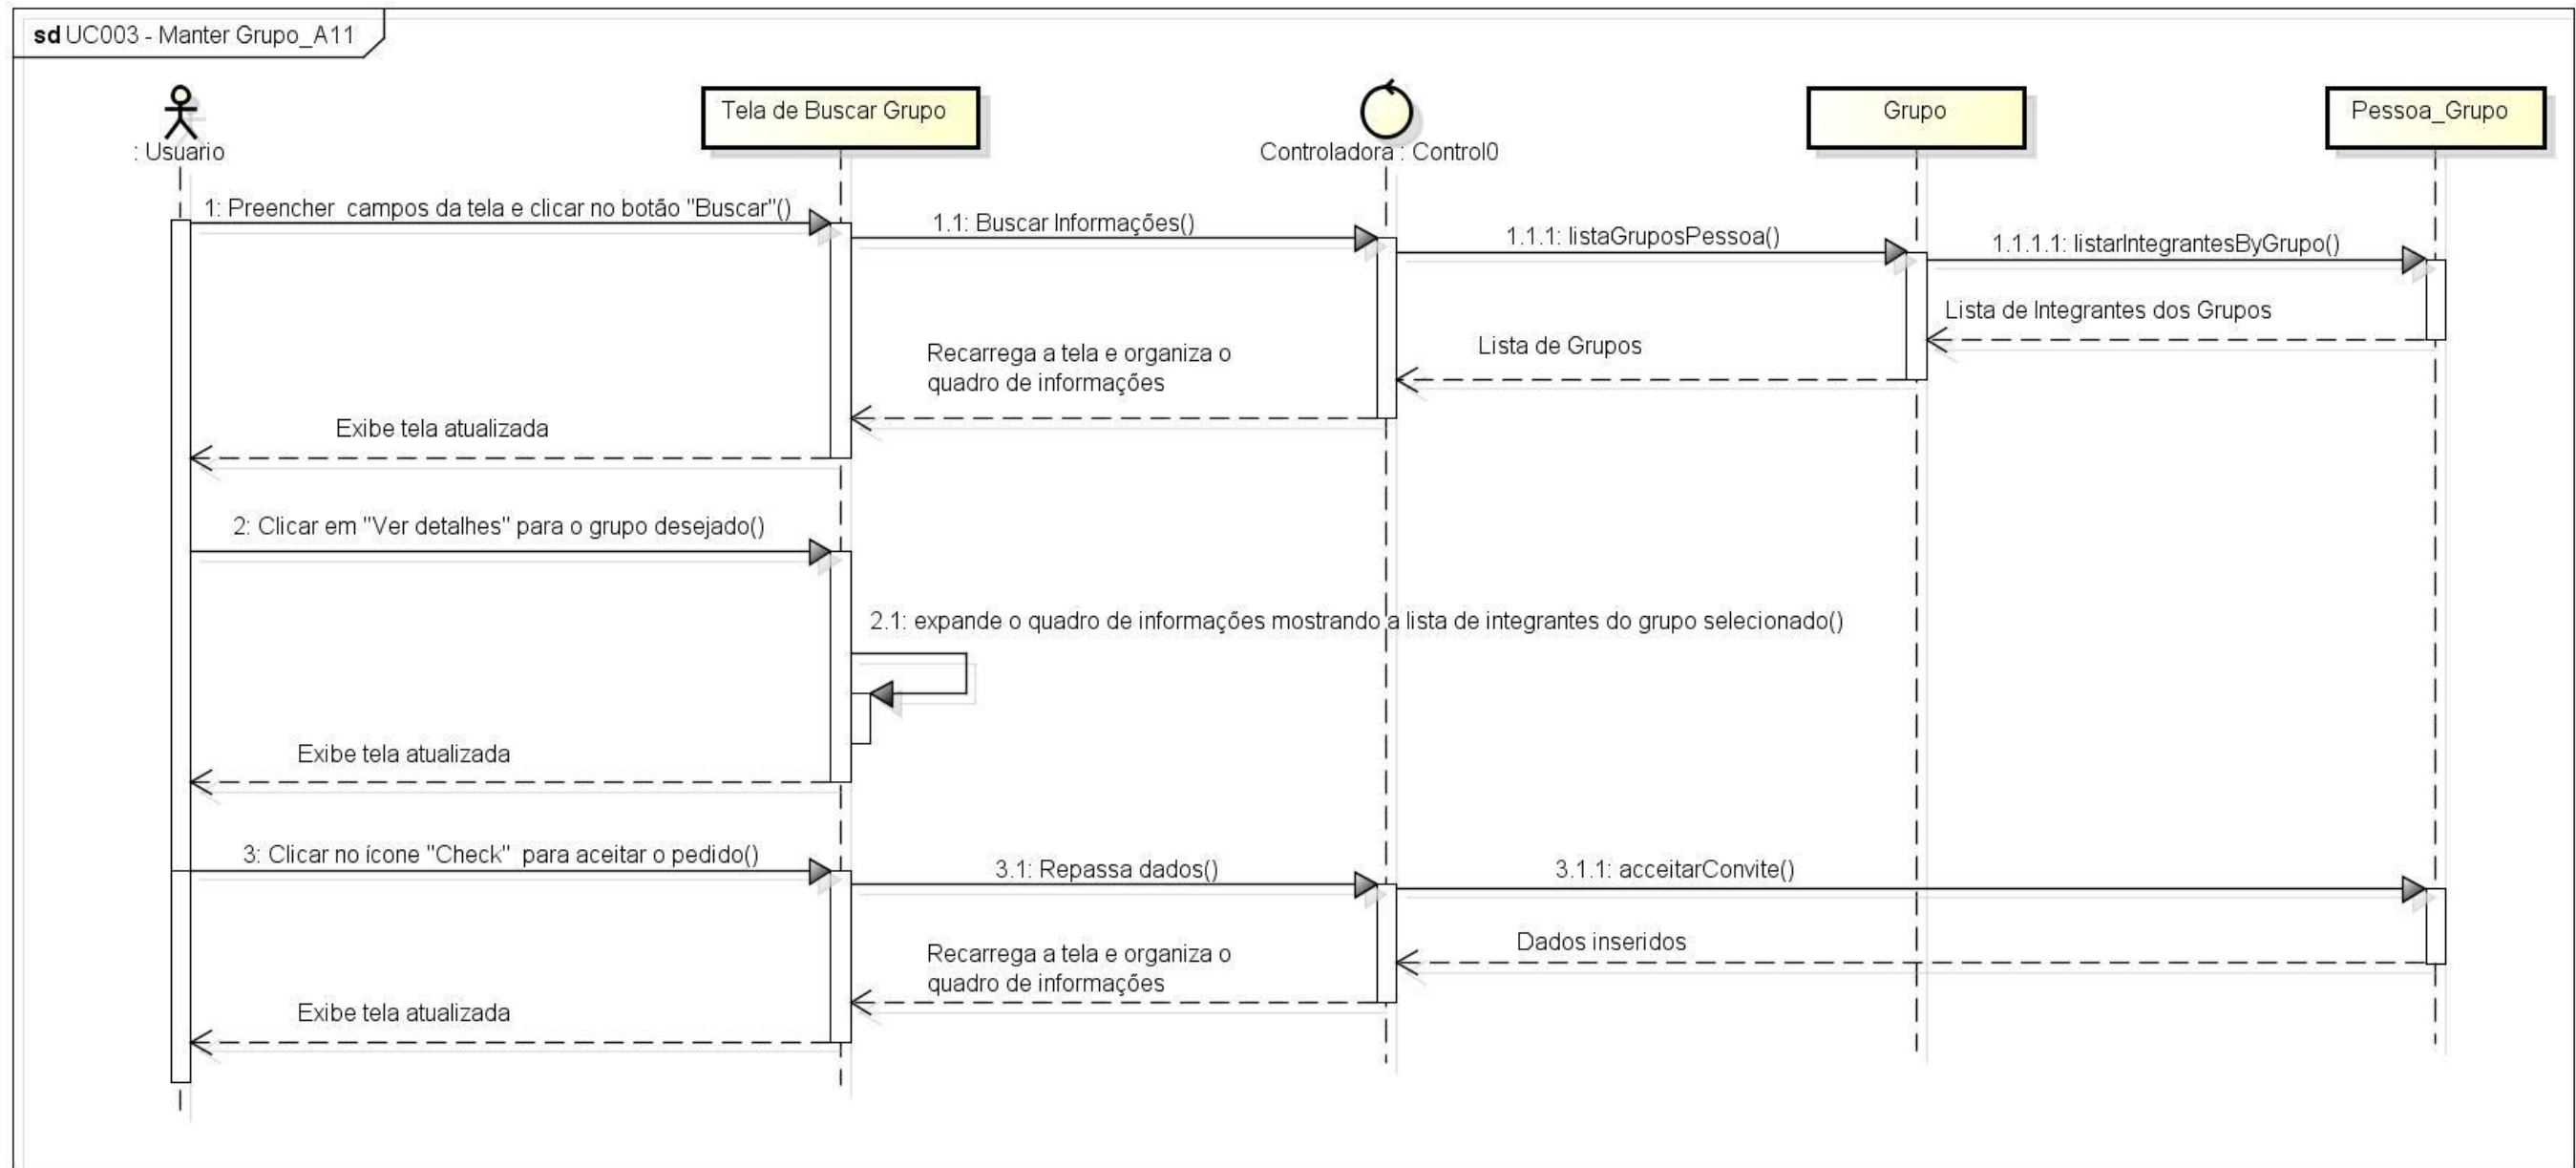 sd UC003 - Manter Grupo_A11
: Usuario
Tela de Buscar Grupo
Controladora : Control0
Grupo
Pessoa_Grupo
1: Preencher  campos da tela e clicar no botão "Buscar"()
1.1: Buscar Informações()
1.1.1: listaGruposPessoa()
1.1.1.1: listarIntegrantesByGrupo()
Lista de Integrantes dos Grupos
Lista de Grupos
Recarrega a tela e organiza o
quadro de informações
Exibe tela atualizada
2: Clicar em "Ver detalhes" para o grupo desejado()
2.1: expande o quadro de informações mostrando a lista de integrantes do grupo selecionado()
Exibe tela atualizada
3: Clicar no ícone "Check"  para aceitar o pedido()
3.1: Repassa dados()
3.1.1: acceitarConvite()
Dados inseridos
Recarrega a tela e organiza o
quadro de informações
Exibe tela atualizada